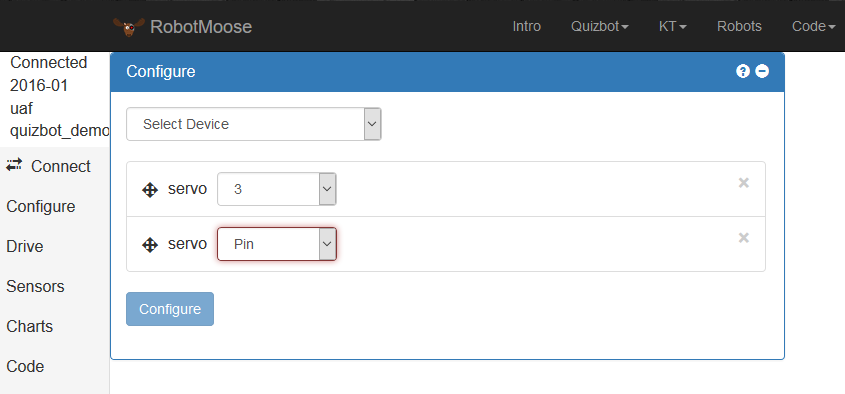 RobotMoose Intro Quizbot KT Robots Code
Connected
2016-01
uaf
quizbot_demo
Connect
Configure
Drive
Sensors
Charts
Code
Configure
Select Device
servo 3
servo Pin
Configure